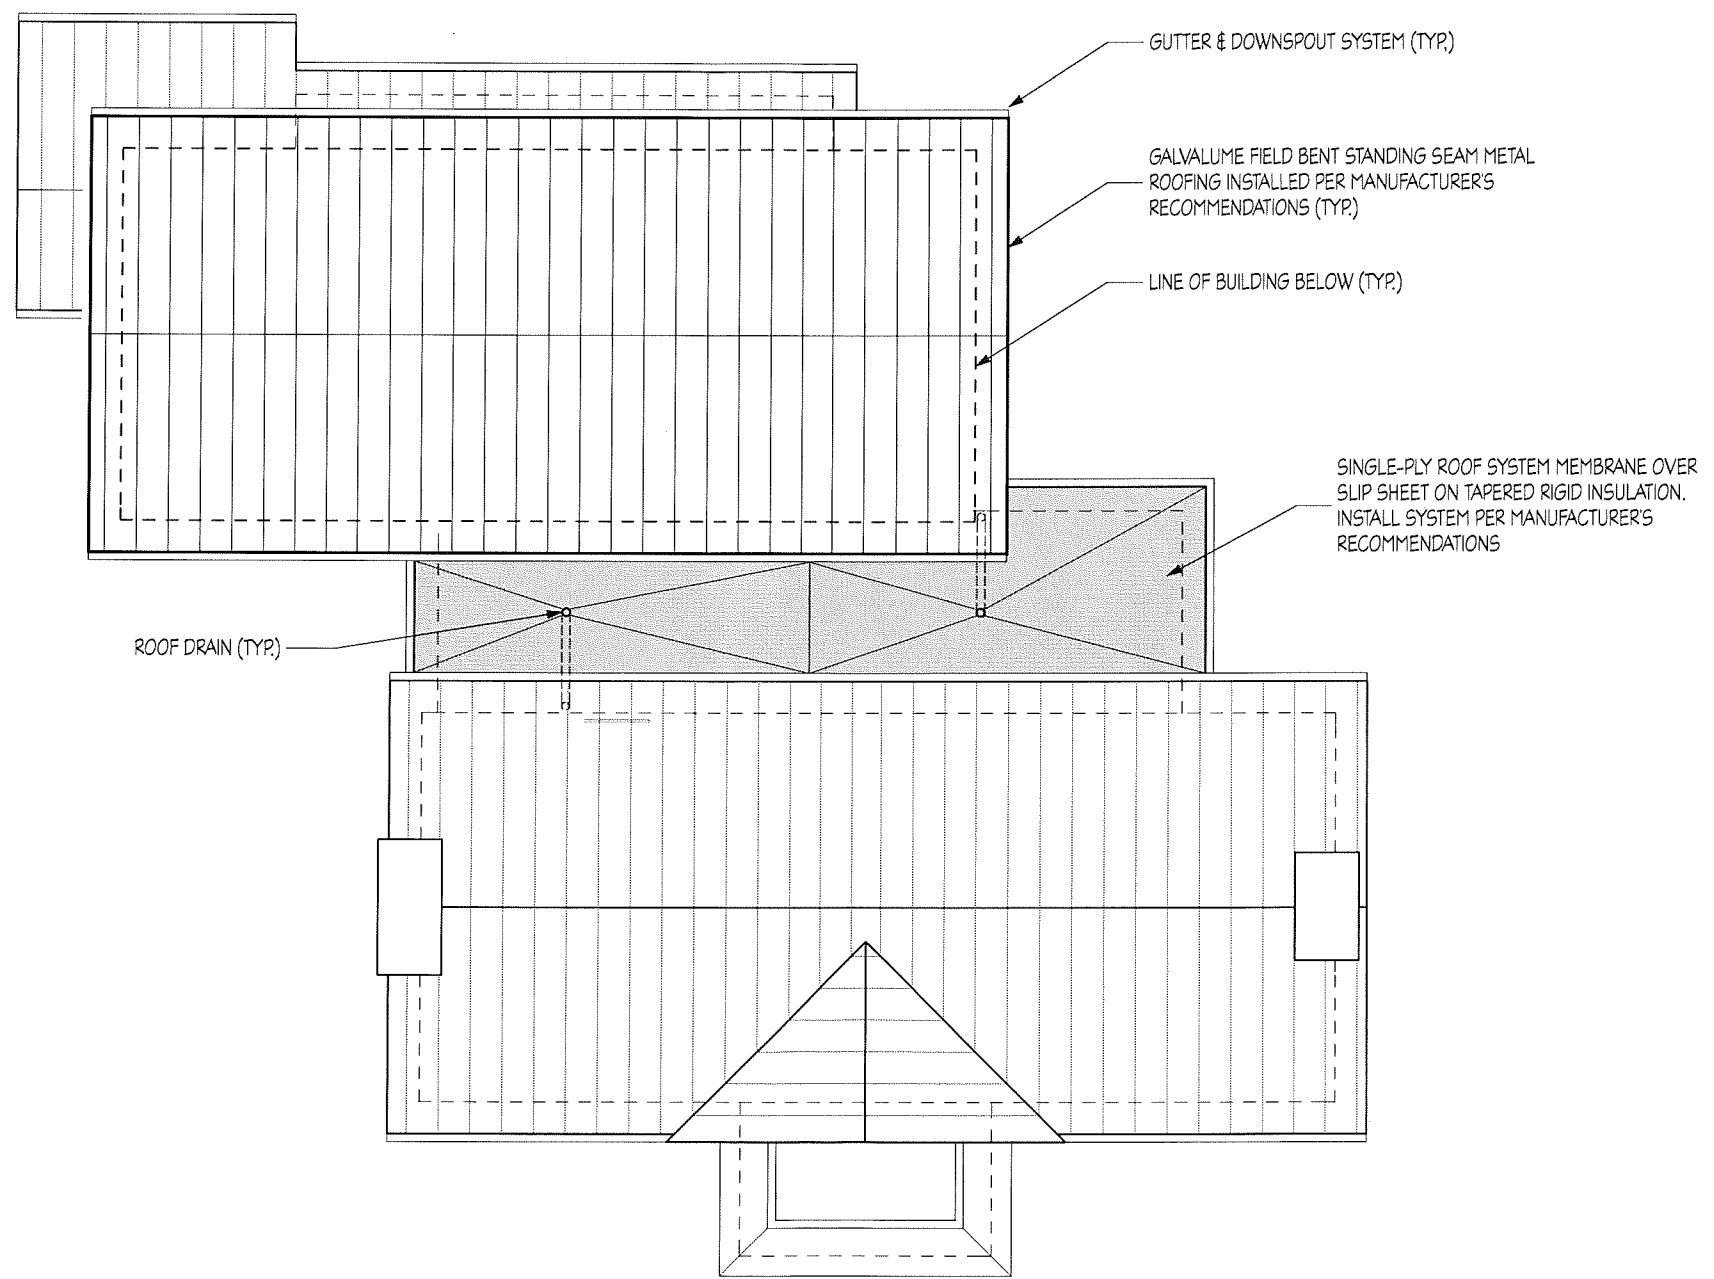 GUTTER & DOWNSPOUT SYSTEM (TYP.)
GALVALUME FIELD BENT STANDING SEAM METAL
ROOFING INSTALLED PER MANUFACTURER'S
RECOMMENDATIONS (TYP.)
LINE OF BUILDING BELOW (TYP.)
SINGLE-PLY ROOF SYSTEM MEMBRANE OVER
SLIP SHEET ON TAPERED RIGID INSULATION.
INSTALL SYSTEM PER MANUFACTURER'S
RECOMMENDATIONS
ROOF DRAIN (TYP.)